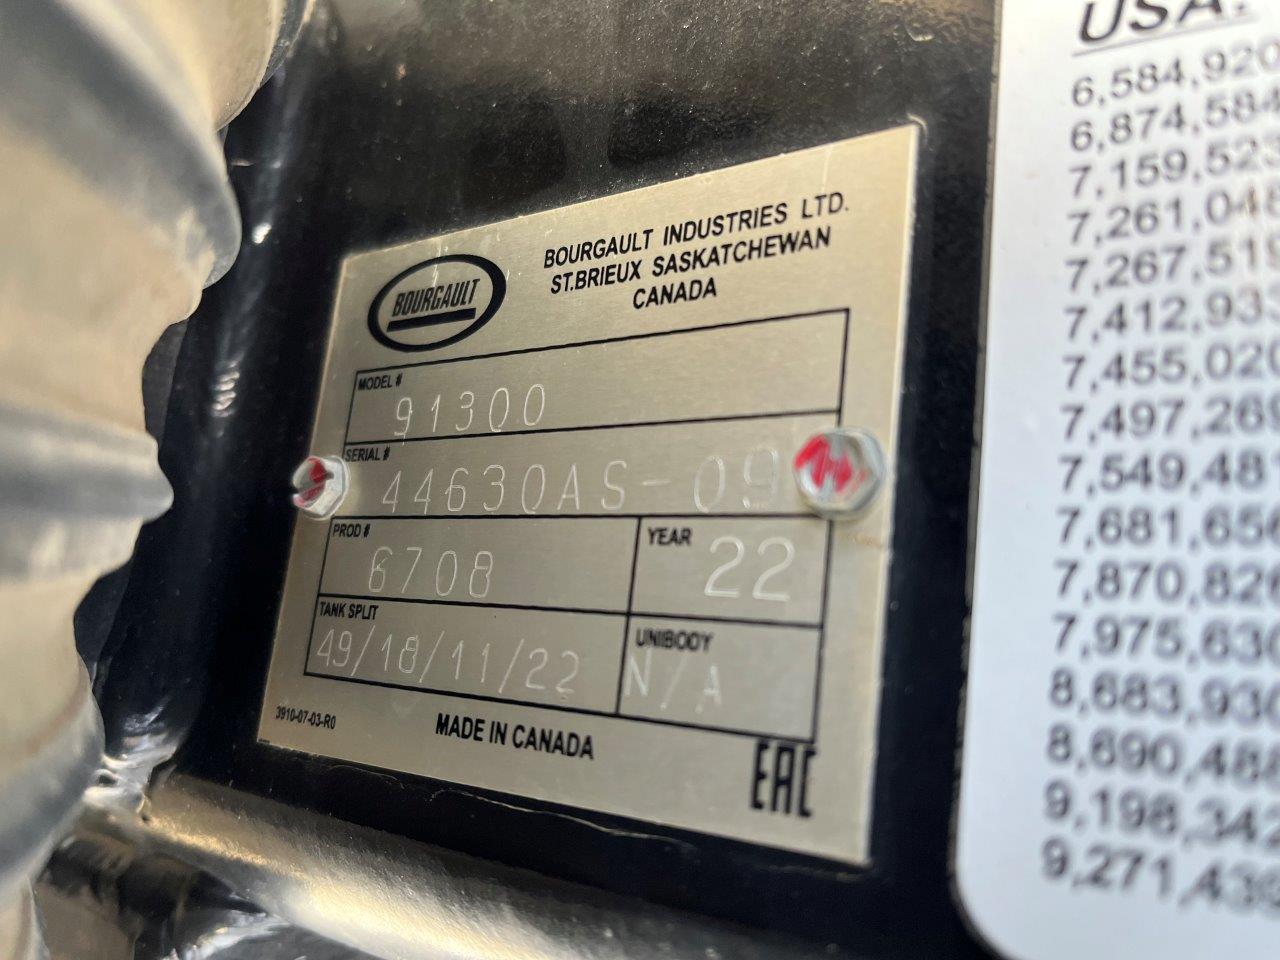 BOURGAULT
BOURGAULT INDUSTRIES LTD.
ST.BRIEUX SASKATCHEWAN
CANADA
MODEL #
91300
SERIAL #
44630AS-09
PROD #
6708
YEAR
22
TANK SPLIT
49/18/11/22
UNIBODY
N/A
3910-07-03-R0
MADE IN CANADA
EAC
USA:
6,584,920
6,874,584
7,159,523
7,261,048
7,267,519
7,412,933
7,455,020
7,497,269
7,549,481
7,681,656
7,870,826
7,975,630
8,683,930
8,690,488
9,198,342
9,271,439